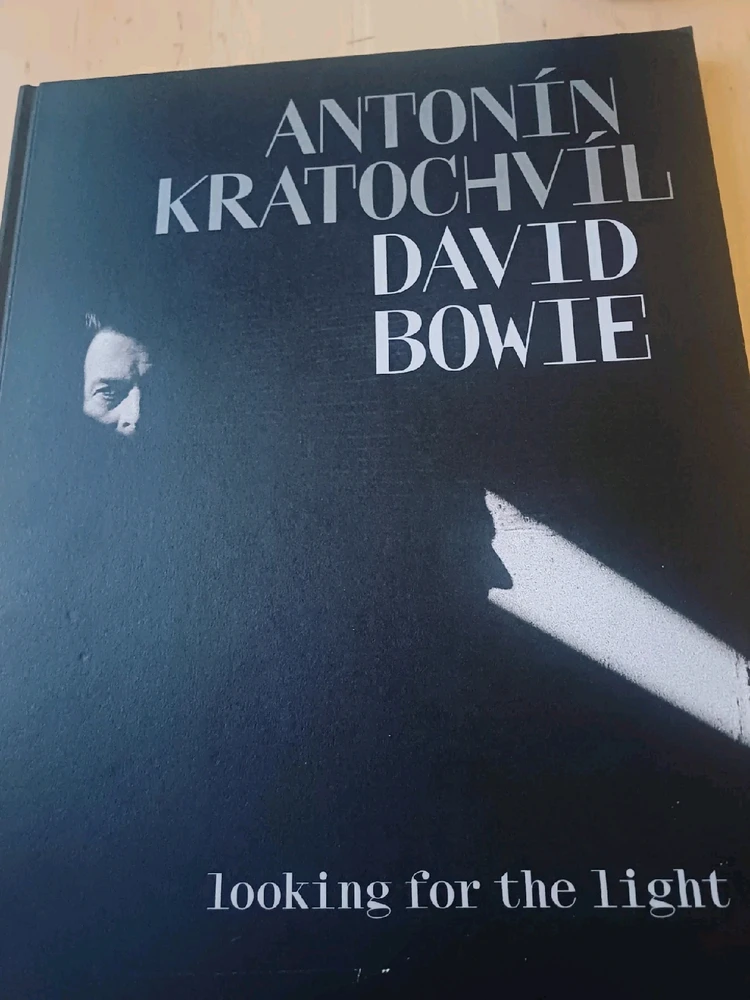 ANTONÍN
KRATOCHVÍL
DAVID
BOWIE
looking for the light